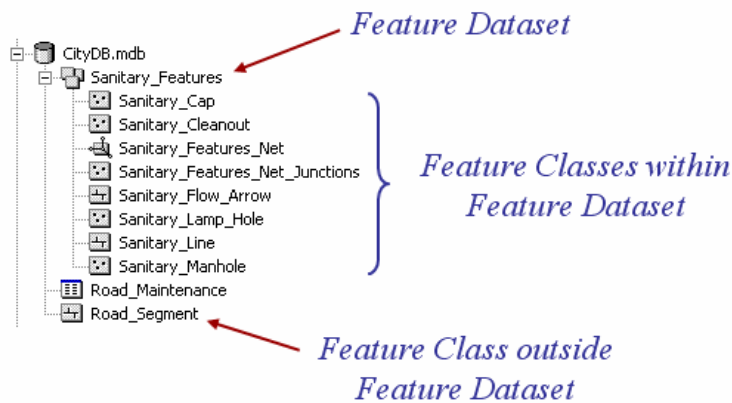 Feature Dataset
CityDB.mdb
Sanitary_Features
Sanitary_Cap
Sanitary_Cleanout
Sanitary_Features_Net
Sanitary_Features_Net_Junctions
Sanitary_Flow_Arrow
Sanitary_Lamp_Hole
Sanitary_Line
Sanitary_Manhole
Feature Classes within
Feature Dataset
Road_Maintenance
Road_Segment
Feature Class outside
Feature Dataset